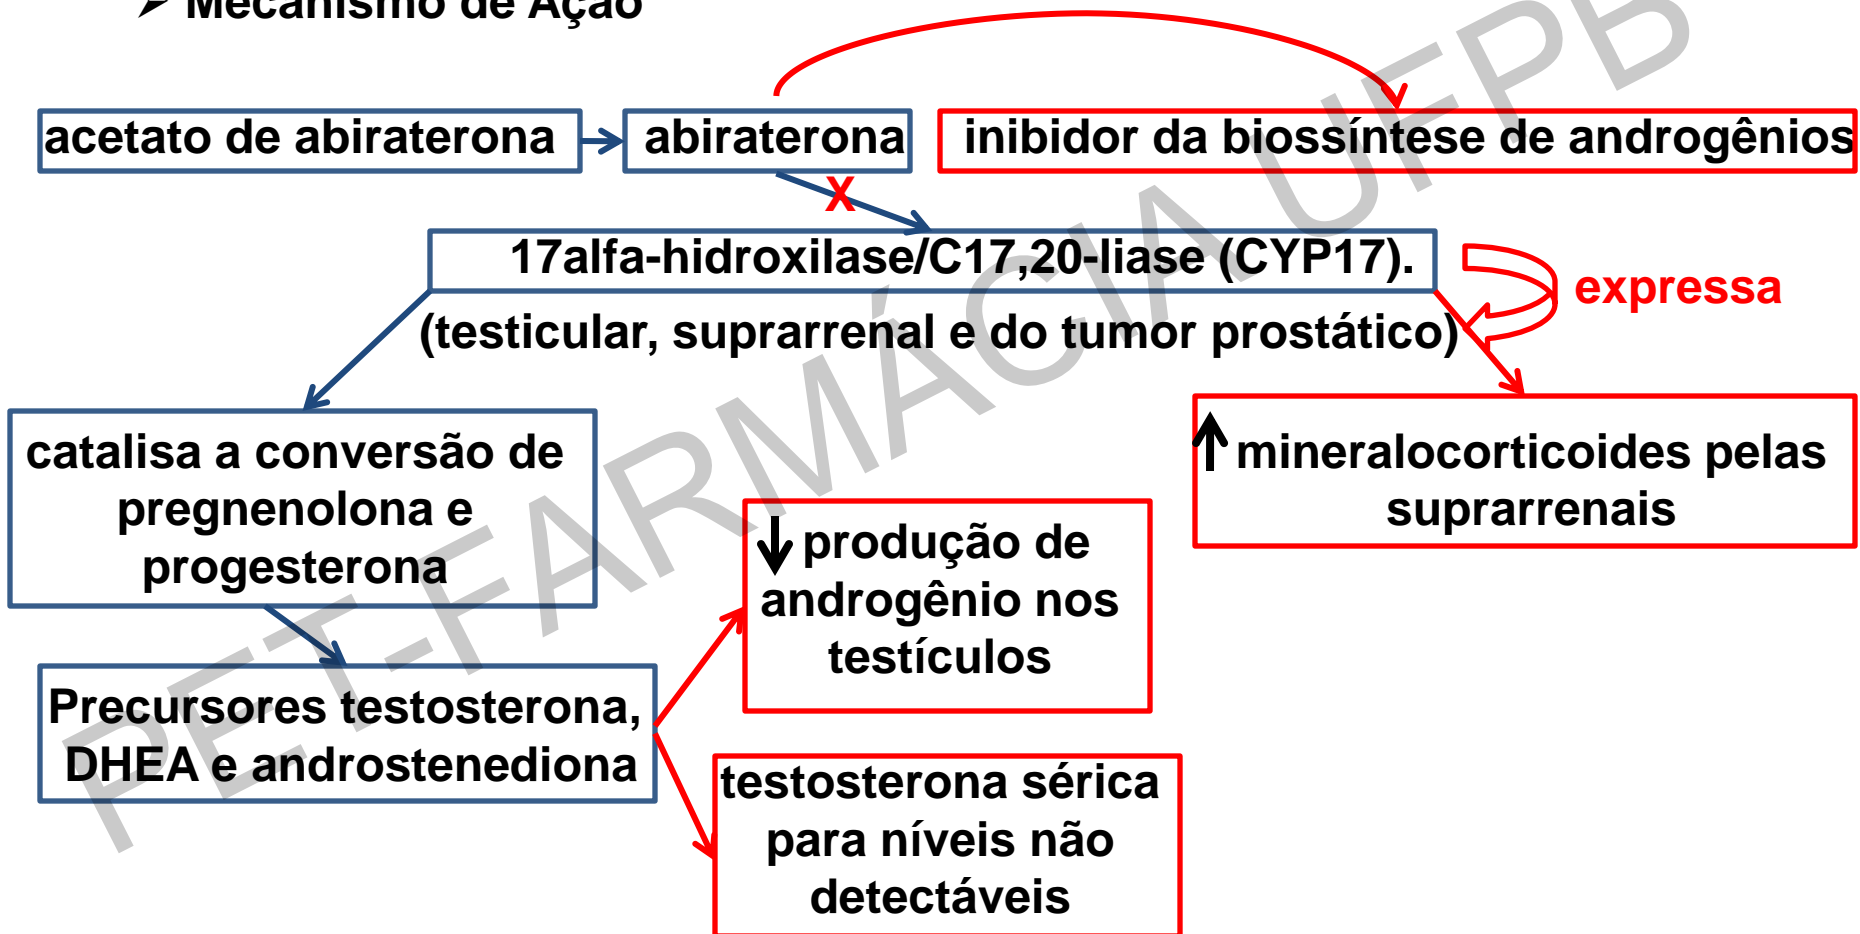 ➢ Mecanismo de Ação
acetato de abiraterona
abiraterona
inibidor da biossíntese de androgênios
X
17alfa-hidroxilase/C17,20-liase (CYP17).
expressa
(testicular, suprarrenal e do tumor prostático)
catalisa a conversão de
pregnenolona e
progesterona
↑ mineralocorticoides pelas
suprarrenais
↓ produção de
androgênio nos
testículos
Precursores testosterona,
DHEA e androstenediona
testosterona sérica
para níveis não
detectáveis
PET-FARMÁCIA UFPB